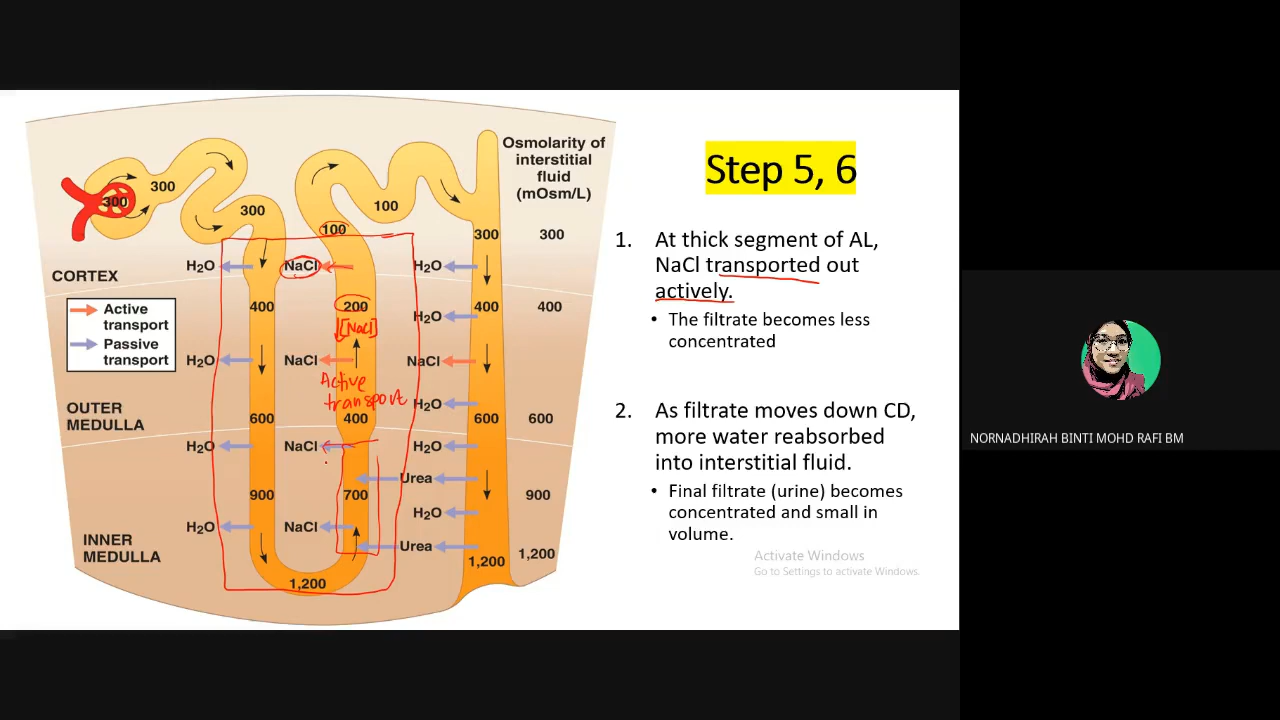 Osmolarity of
interstitial
fluid
(mOsm/L)
300
300
300
100
100
300
300
CORTEX
H₂O
NaCl
H₂O
Active
transport
Passive
transport
400
200
H₂O
400
400
↓[NaCl]
H₂O
NaCl
NaCl
Active
transport
H₂O
OUTER
MEDULLA
600
400
600
600
H₂O
NaCl
H₂O
Urea
900
700
900
H₂O
H₂O
NaCl
INNER
MEDULLA
Urea
1,200
1,200
1,200
Step 5, 6
1. At thick segment of AL,
NaCl transported out
actively.
• The filtrate becomes less
concentrated
2. As filtrate moves down CD,
more water reabsorbed
into interstitial fluid.
• Final filtrate (urine) becomes
concentrated and small in
volume.
Activate Windows
Go to Settings to activate Windows.
NORNADHIRAH BINTI MOHD RAFI BM